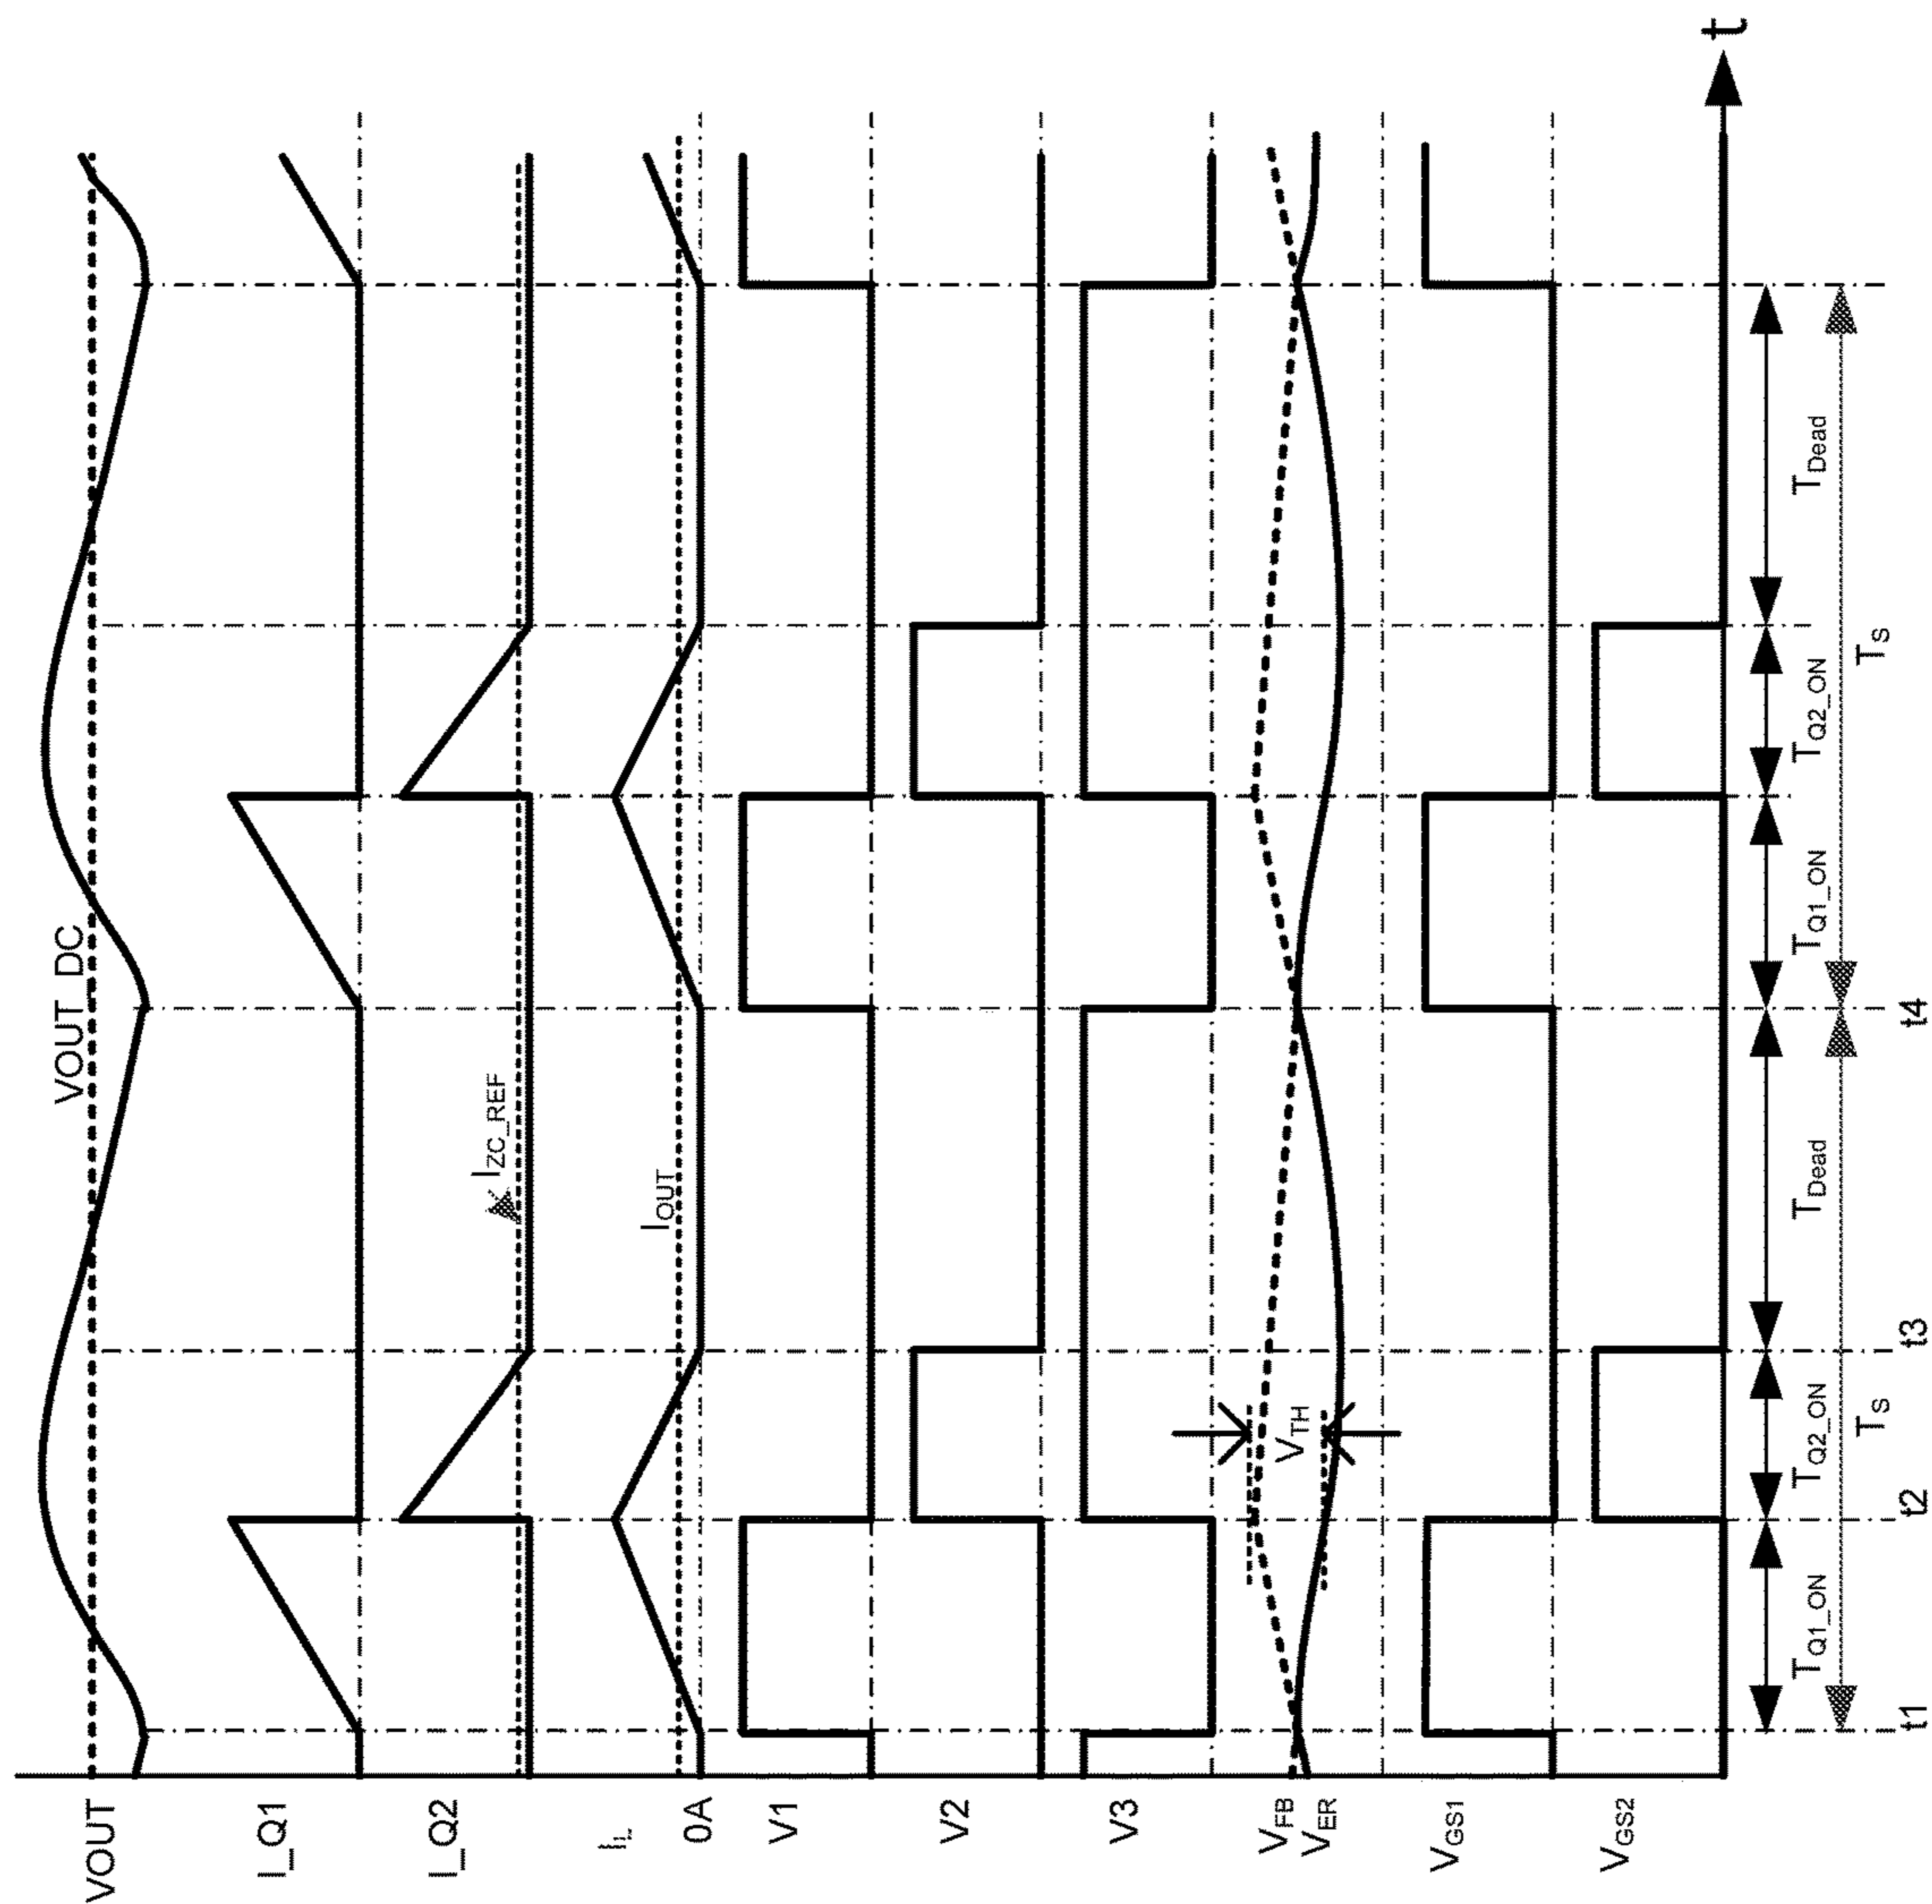 VOUT
VOUT_DC
I_Q1
I_Q2
IZC_REF
IL
IOUT
0A
V1
V2
V3
VFB
VER
VTH
VGS1
VGS2
t
TQ1_ON
TQ2_ON
TDead
TQ1_ON
TQ2_ON
TDead
TS
TS
t1
t2
t3
t4